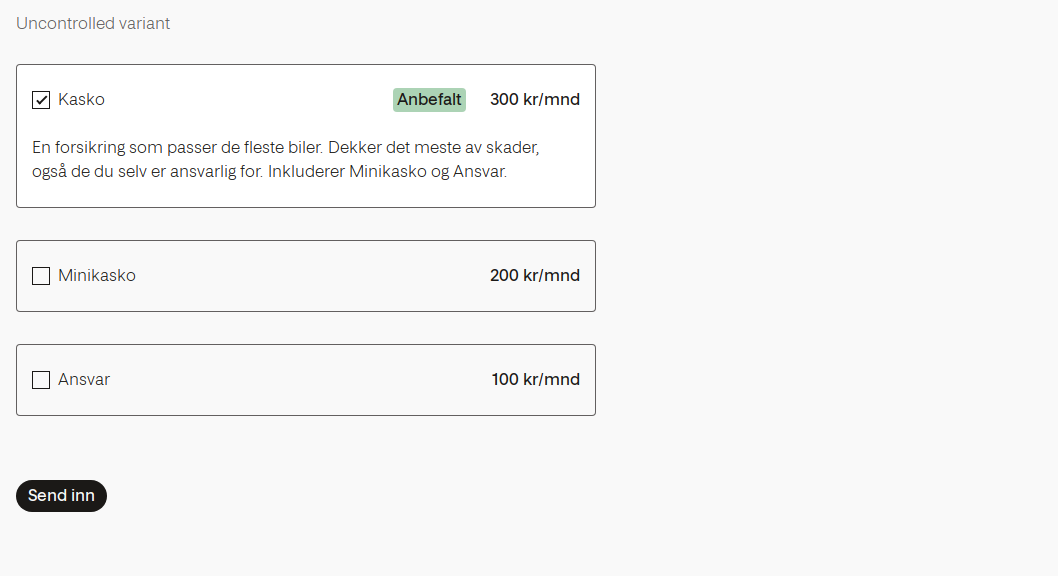 Uncontrolled variant
Kasko Anbefalt 300 kr/mnd
En forsikring som passer de fleste biler. Dekker det meste av skader,
også de du selv er ansvarlig for. Inkluderer Minikasko og Ansvar.
Minikasko 200 kr/mnd
Ansvar 100 kr/mnd
Send inn